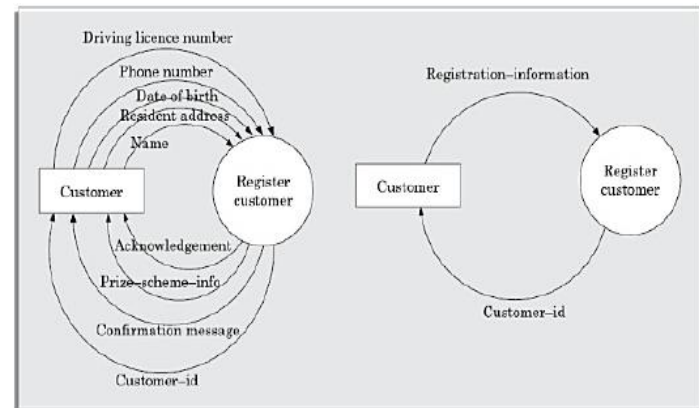 Driving licence number
Phone number
Date of birth
Resident address
Name
Customer
Register
customer
Acknowledgement
Prize–scheme–info
Confirmation message
Customer–id
Registration–information
Customer
Register
customer
Customer–id